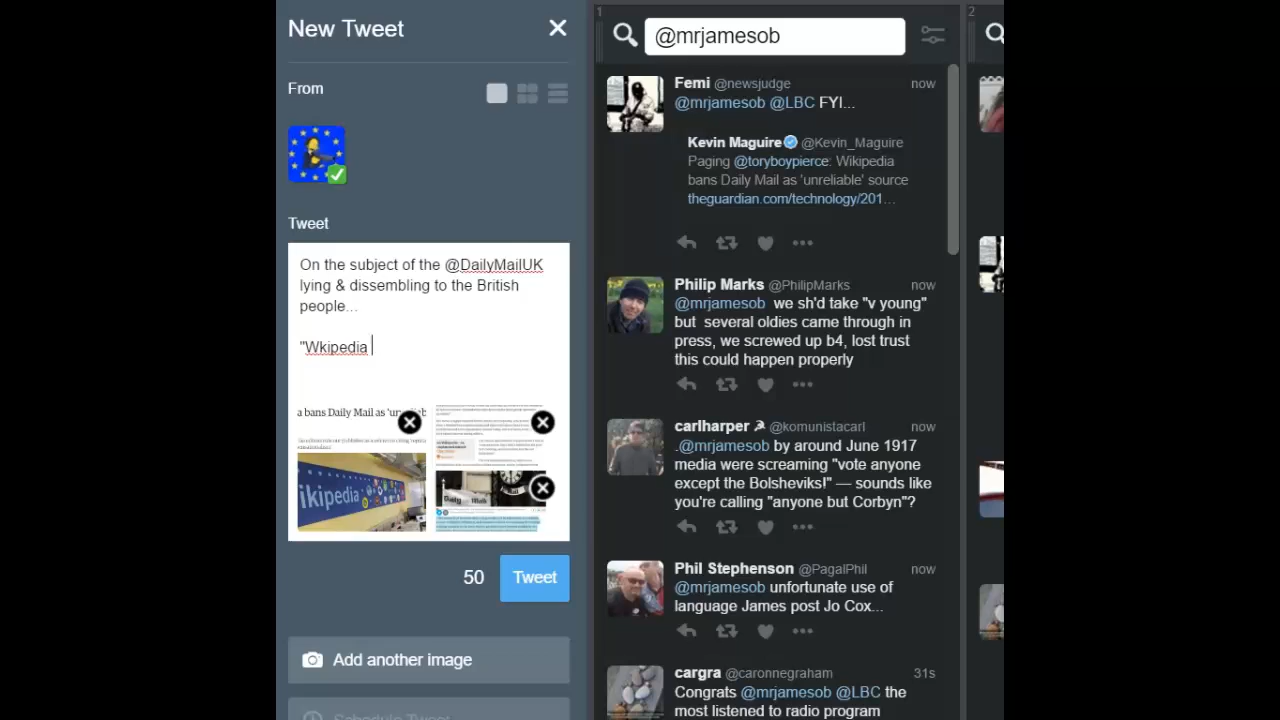 New Tweet
From
Tweet
On the subject of the @DailyMailUK
lying & dissembling to the British
people...
"Wkipedia
a bans Daily Mail as
ikipedia
50
Tweet
Add another image
Schedule Tweet
1
@mrjamesob
2
Femi @newsjudge now
@mrjamesob @LBC FYI...
Kevin Maguire @Kevin_Maguire
Paging @toryboypierce: Wikipedia
bans Daily Mail as 'unreliable' source
theguardian.com/technology/201...
Philip Marks @PhilipMarks now
@mrjamesob we sh'd take "v young"
but several oldies came through in
press, we screwed up b4, lost trust
this could happen properly
carlharper @komunistacarl now
.@mrjamesob by around June 1917
media were screaming "vote anyone
except the Bolsheviks!" — sounds like
you're calling "anyone but Corbyn"?
Phil Stephenson @PagalPhil now
@mrjamesob unfortunate use of
language James post Jo Cox...
cargra @caronnegraham 31s
Congrats @mrjamesob @LBC the
most listened to radio program